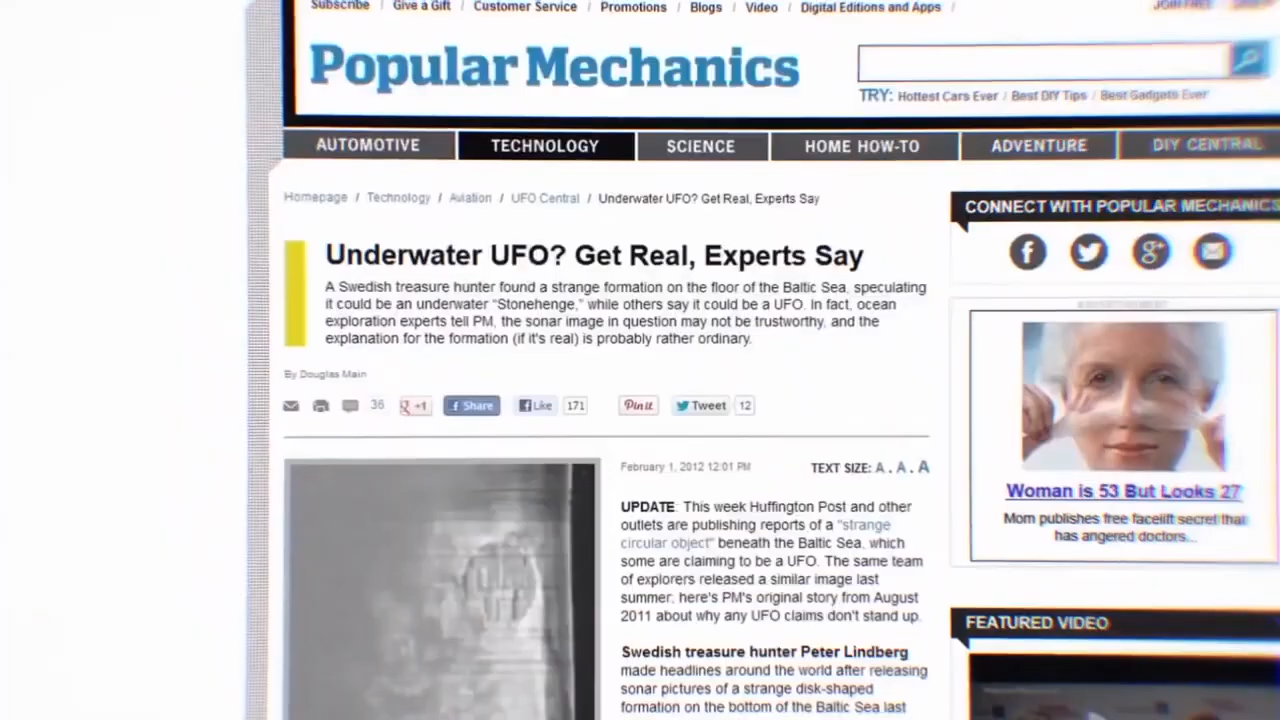 Subscribe / Give a Gift / Customer Service / Promotions / Blogs / Video / Digital Editions and Apps /
JOIN FREE
Popular Mechanics
TRY: Hottest Cars Ever / Best DIY Tips / Best Gadgets Ever
AUTOMOTIVE TECHNOLOGY SCIENCE HOME HOW-TO ADVENTURE DIY CENTRAL
Homepage / Technology / Aviation / UFO Central / Underwater UFO? Get Real, Experts Say
Underwater UFO? Get Real, Experts Say
A Swedish treasure hunter found a strange formation on the floor of the Baltic Sea, speculating
it could be an underwater “Stonehenge,” while others say it could be a UFO. In fact, ocean
exploration experts tell PM, the sonar image in question may not be trustworthy, and the
explanation for the formation (if it's real) is probably rather ordinary.
By Douglas Main
36 +1 Share Like 171 Pin it Tweet 12
February 1, 2012 12:01 PM TEXT SIZE: A . A . A
UPDATE: This week Huffington Post and other
outlets are publishing reports of a “strange
circular object” beneath the Baltic Sea, which
some are claiming to be a UFO. The same team
of explorers released a similar image last
summer; here's PM's original story from August
2011 about why any UFO claims don't stand up.
Swedish treasure hunter Peter Lindberg
made headlines around the world after releasing
sonar pictures of a strange disk-shaped
formation on the bottom of the Baltic Sea last
CONNECT WITH POPULAR MECHANICS
Woman is 53 But Looks 27
Mom publishes free facelift secret that
has angered doctors...
FEATURED VIDEO